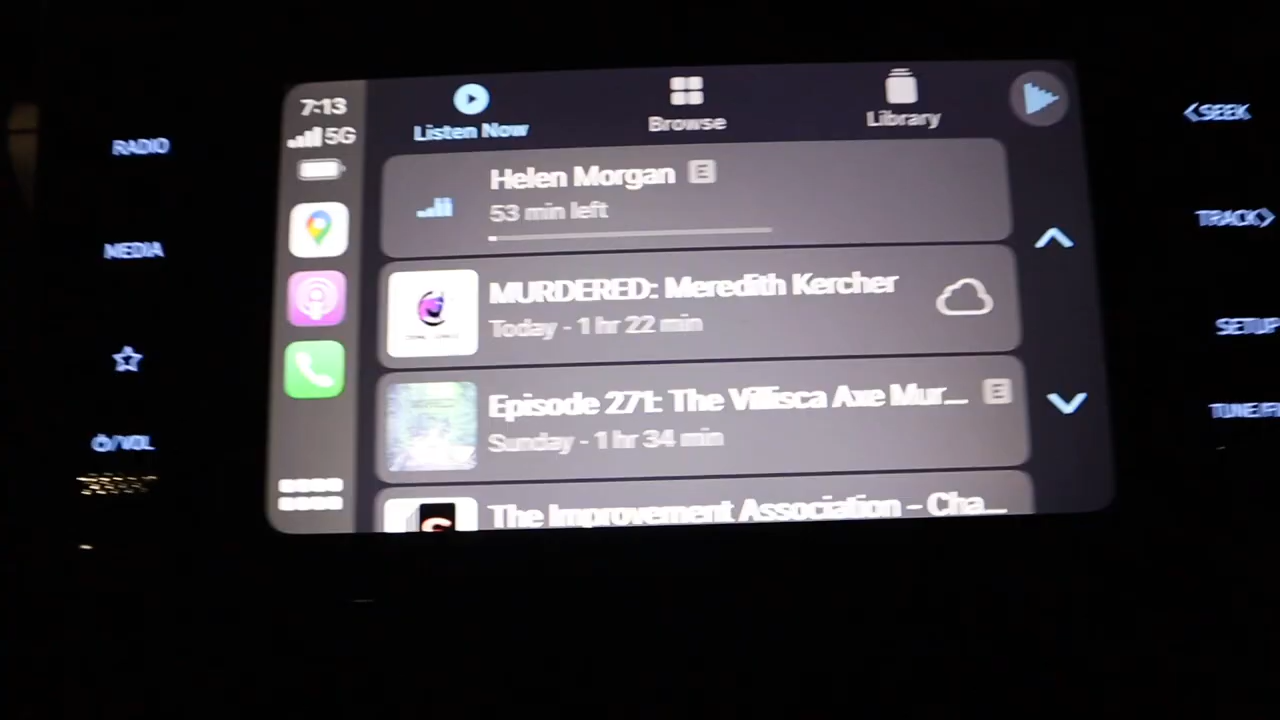 7:13
5G
Listen Now
Browse
Library
Helen Morgan E
53 min left
MURDERED: Meredith Kercher
Today - 1 hr 22 min
Episode 271: The Villisca Axe Mur... E
Sunday - 1 hr 34 min
The Improvement Association - Cha...
RADIO
MEDIA
/VOL
SEEK
TRACK
SETUP